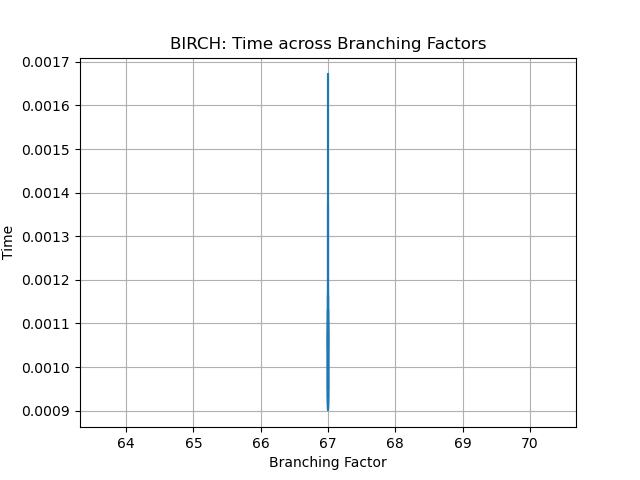 BIRCH: Time across Branching Factors
0.0017
0.0016
0.0015
0.0014
0.0013
0.0012
0.0011
0.0010
0.0009
Time
64 65 66 67 68 69 70
Branching Factor